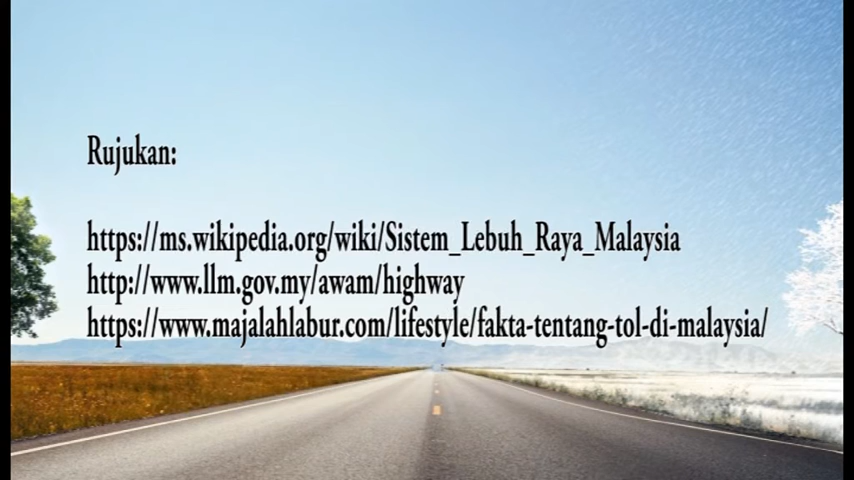 Rujukan:
https://ms.wikipedia.org/wiki/Sistem_Lebuh_Raya_Malaysia
http://www.llm.gov.my/awam/highway
https://www.majalahlabur.com/lifestyle/fakta-tentang-tol-di-malaysia/